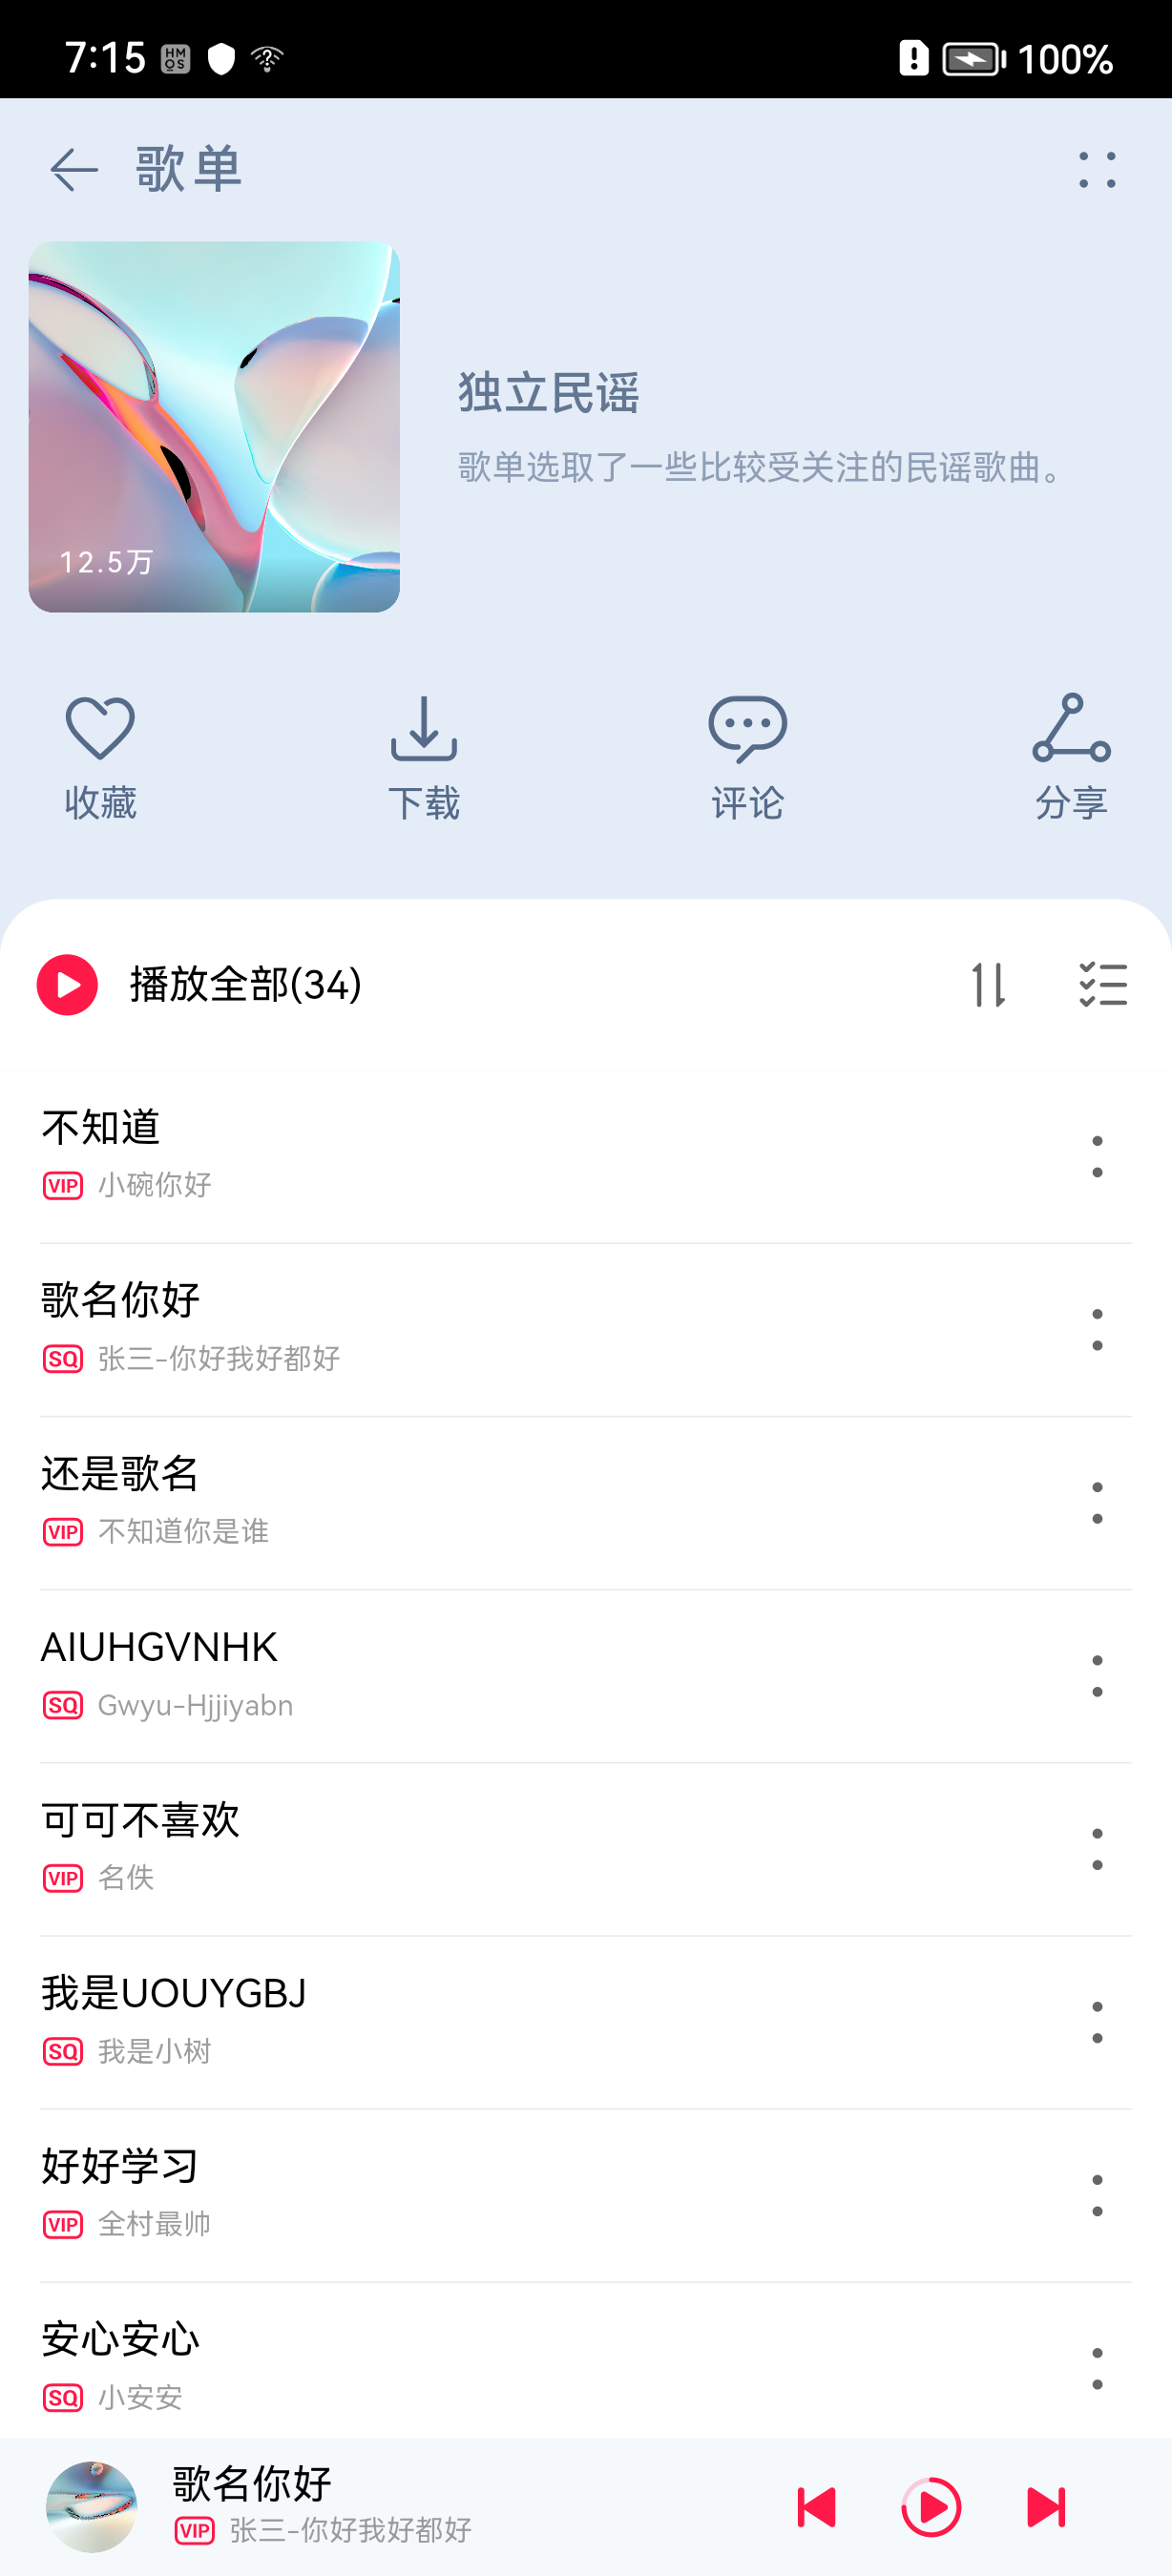 7:15 HMOS 100%
歌单
12.5万
独立民谣
歌单选取了一些比较受关注的民谣歌曲。
收藏 下载 评论 分享
播放全部(34)
不知道
VIP 小碗你好
歌名你好
SQ 张三-你好我好都好
还是歌名
VIP 不知道你是谁
AIUHGVNHK
SQ Gwyu-Hjjiyabn
可可不喜欢
VIP 名佚
我是UOUYGBJ
SQ 我是小树
好好学习
VIP 全村最帅
安心安心
SQ 小安安
歌名你好
VIP 张三-你好我好都好